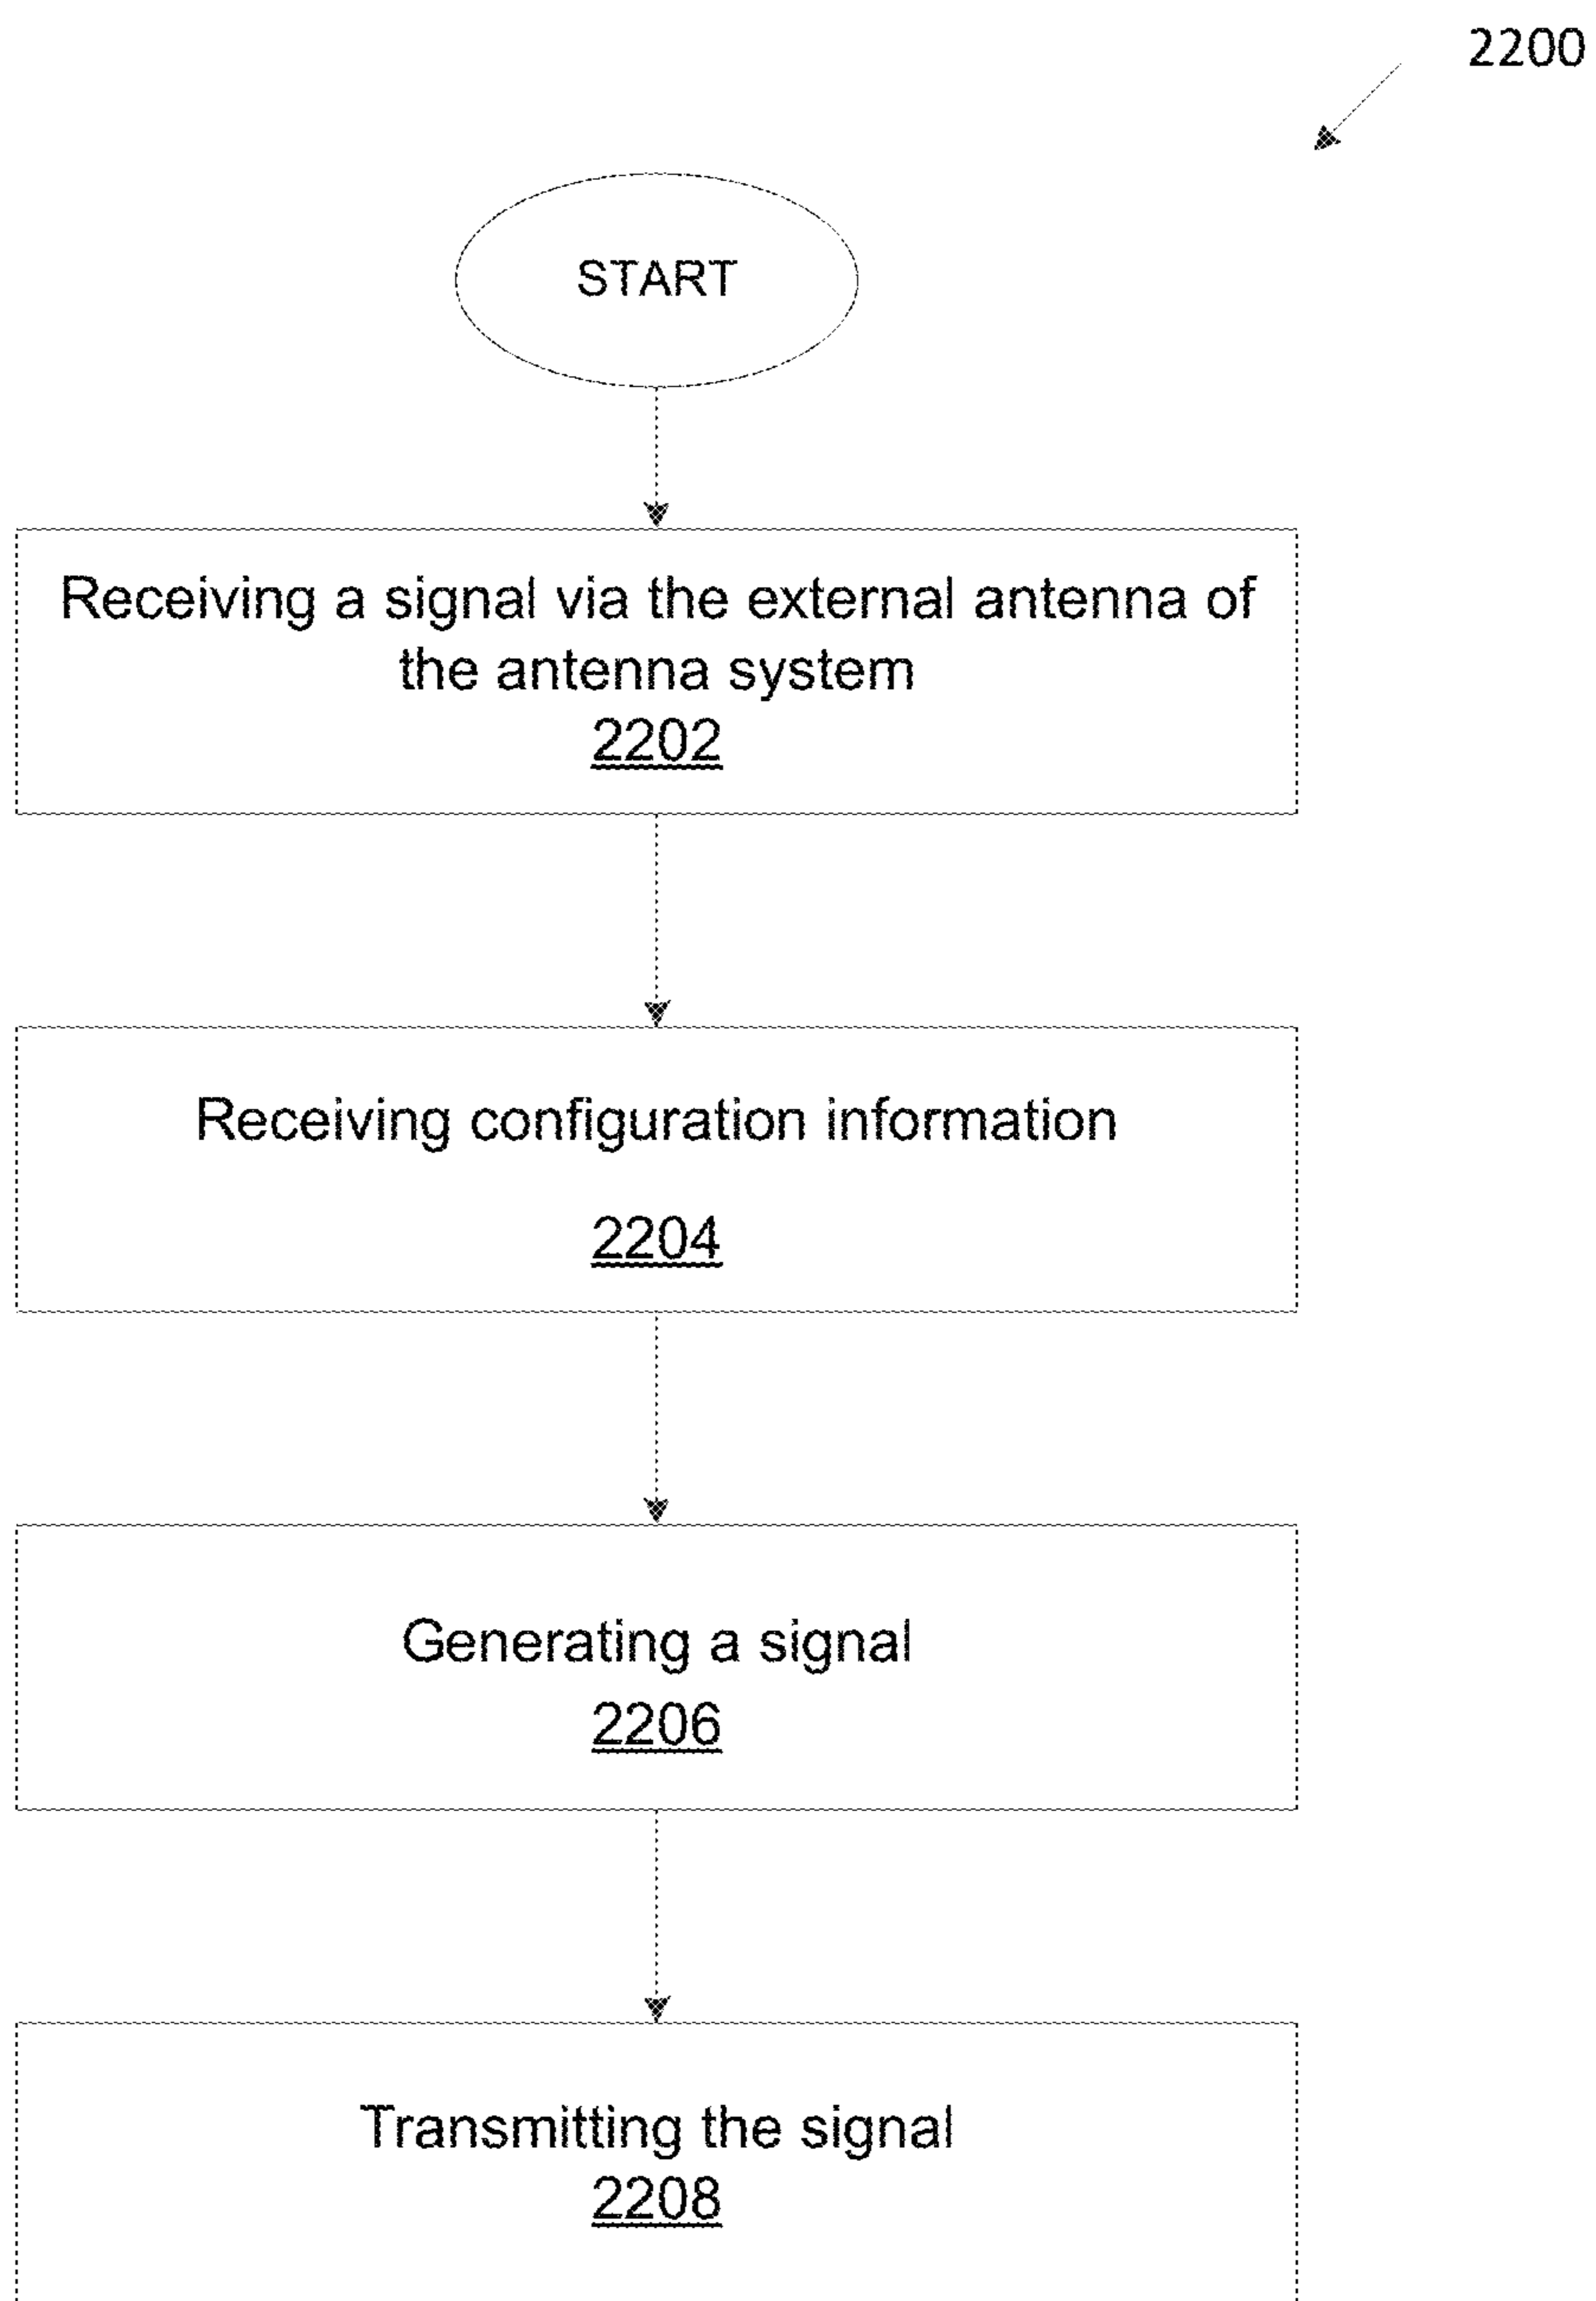 2200
START
Receiving a signal via the external antenna of
the antenna system
2202
Receiving configuration information
2204
Generating a signal
2206
Transmitting the signal
2208